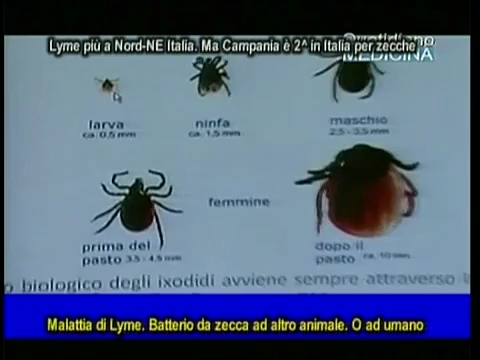 Lyme più a Nord-NE Italia. Ma Campania è 2^ in Italia per zecche
Quotidiano
MEDICINA
larva
ca. 0,5 mm
ninfa
ca. 1,5 mm
maschio
2,5 - 3,5 mm
femmine
prima del
pasto 3,5 - 4,5 mm
dopo il
pasto ca. 10 mm
o biologico degli ixodidi avviene sempre attraverso
Malattia di Lyme. Batterio da zecca ad altro animale. O ad umano